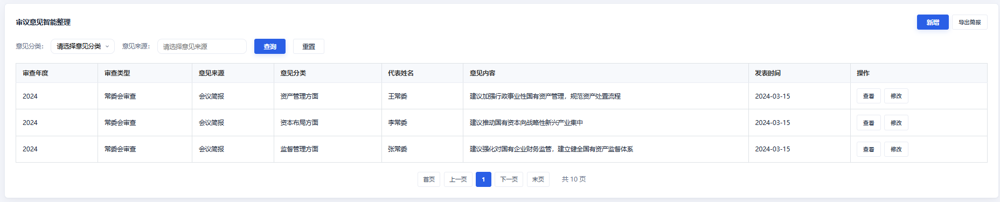 审议意见智能整理 新增 导出简报
意见分类: 请选择意见分类 意见来源: 请选择意见来源 查询 重置
审查年度 审查类型 意见来源 意见分类 代表姓名 意见内容 发表时间 操作
2024 常委会审查 会议简报 资产管理方面 王常委 建议加强行政事业性国有资产管理，规范资产处置流程 2024-03-15 查看 修改
2024 常委会审查 会议简报 资本布局方面 李常委 建议推动国有资本向战略性新兴产业集中 2024-03-15 查看 修改
2024 常委会审查 会议简报 监督管理方面 张常委 建议强化对国有企业财务监管，建立健全国有资产监督体系 2024-03-15 查看 修改
首页 上一页 1 下一页 末页 共 10 页